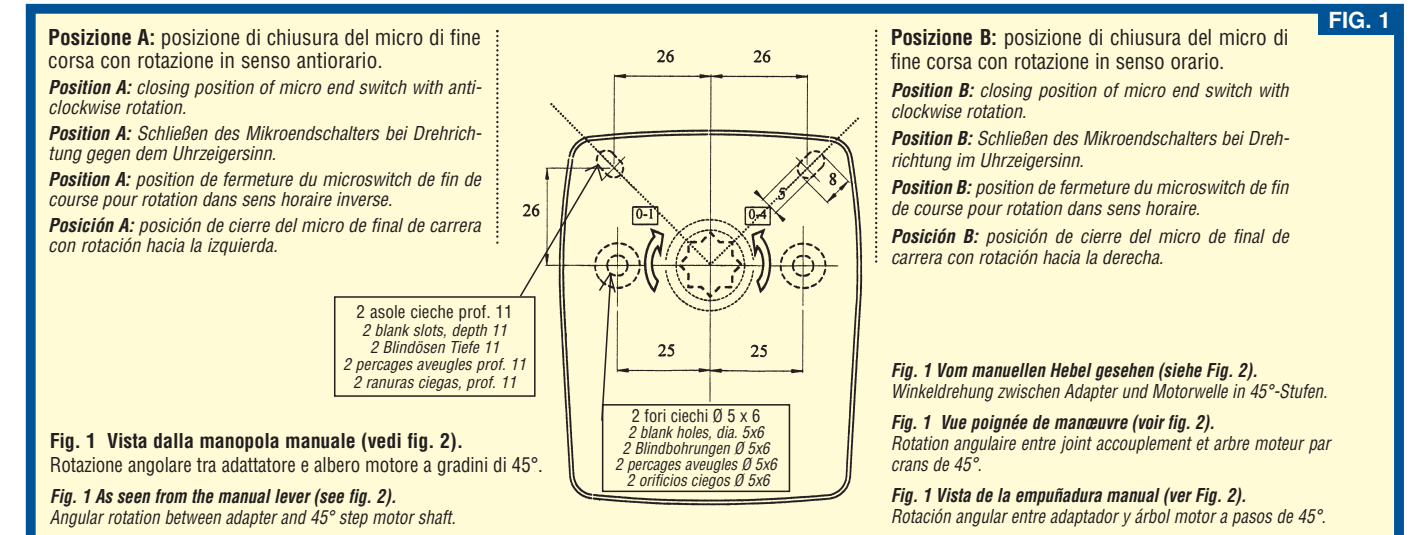 FIG. 1
Posizione A: posizione di chiusura del micro di fine
corsa con rotazione in senso antiorario.
Position A: closing position of micro end switch with anti-
clockwise rotation.
Position A: Schließen des Mikroendschalters bei Drehrich-
tung gegen dem Uhrzeigersinn.
Position A: position de fermeture du microswitch de fin de
course pour rotation dans sens horaire inverse.
Posición A: posición de cierre del micro de final de carrera
con rotación hacia la izquierda.
26
26
26
5
8
0-1
0-4
25
25
2 asole cieche prof. 11
2 blank slots, depth 11
2 Blindösen Tiefe 11
2 percages aveugles prof. 11
2 ranuras ciegas, prof. 11
2 fori ciechi Ø 5 x 6
2 blank holes, dia. 5x6
2 Blindbohrungen Ø 5x6
2 percages aveugles Ø 5x6
2 orificios ciegos Ø 5x6
Fig. 1 Vista dalla manopola manuale (vedi fig. 2).
Rotazione angolare tra adattatore e albero motore a gradini di 45°.
Fig. 1 As seen from the manual lever (see fig. 2).
Angular rotation between adapter and 45° step motor shaft.
Posizione B: posizione di chiusura del micro di
fine corsa con rotazione in senso orario.
Position B: closing position of micro end switch with
clockwise rotation.
Position B: Schließen des Mikroendschalters bei Dreh-
richtung im Uhrzeigersinn.
Position B: position de fermeture du microswitch de fin
de course pour rotation dans sens horaire.
Posición B: posición de cierre del micro de final de
carrera con rotación hacia la derecha.
Fig. 1 Vom manuellen Hebel gesehen (siehe Fig. 2).
Winkeldrehung zwischen Adapter und Motorwelle in 45°-Stufen.
Fig. 1 Vue poignée de manœuvre (voir fig. 2).
Rotation angulaire entre joint accouplement et arbre moteur par
crans de 45°.
Fig. 1 Vista de la empuñadura manual (ver Fig. 2).
Rotación angular entre adaptador y árbol motor a pasos de 45°.